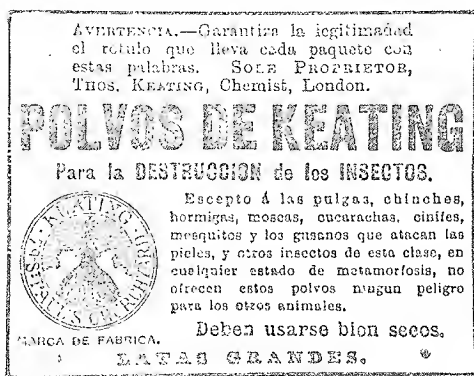 AVERTENCIA.—Garantiza la legitimadad
el rotulo que lleva cada paquete con
estas palabras. SOLE PROPRIETOR,
THOS. KEATING, Chemist, London.
POLVOS DE KEATING
Para la DESTRUCCION de los INSECTOS.
Escepto á las pulgas, chinches,
hormigas, moscas, cucarachas, cinifes,
mosquitos y los gusanos que atacan las
pieles, y otros insectos de esta clase, en
cualquier estado de metamorfosis, no
ofrecen estos polvos ningun peligro
para los otros animales.
KEATING
MARCA DE FABRICA.
Deben usarse bien secos.
LATAS GRANDES.